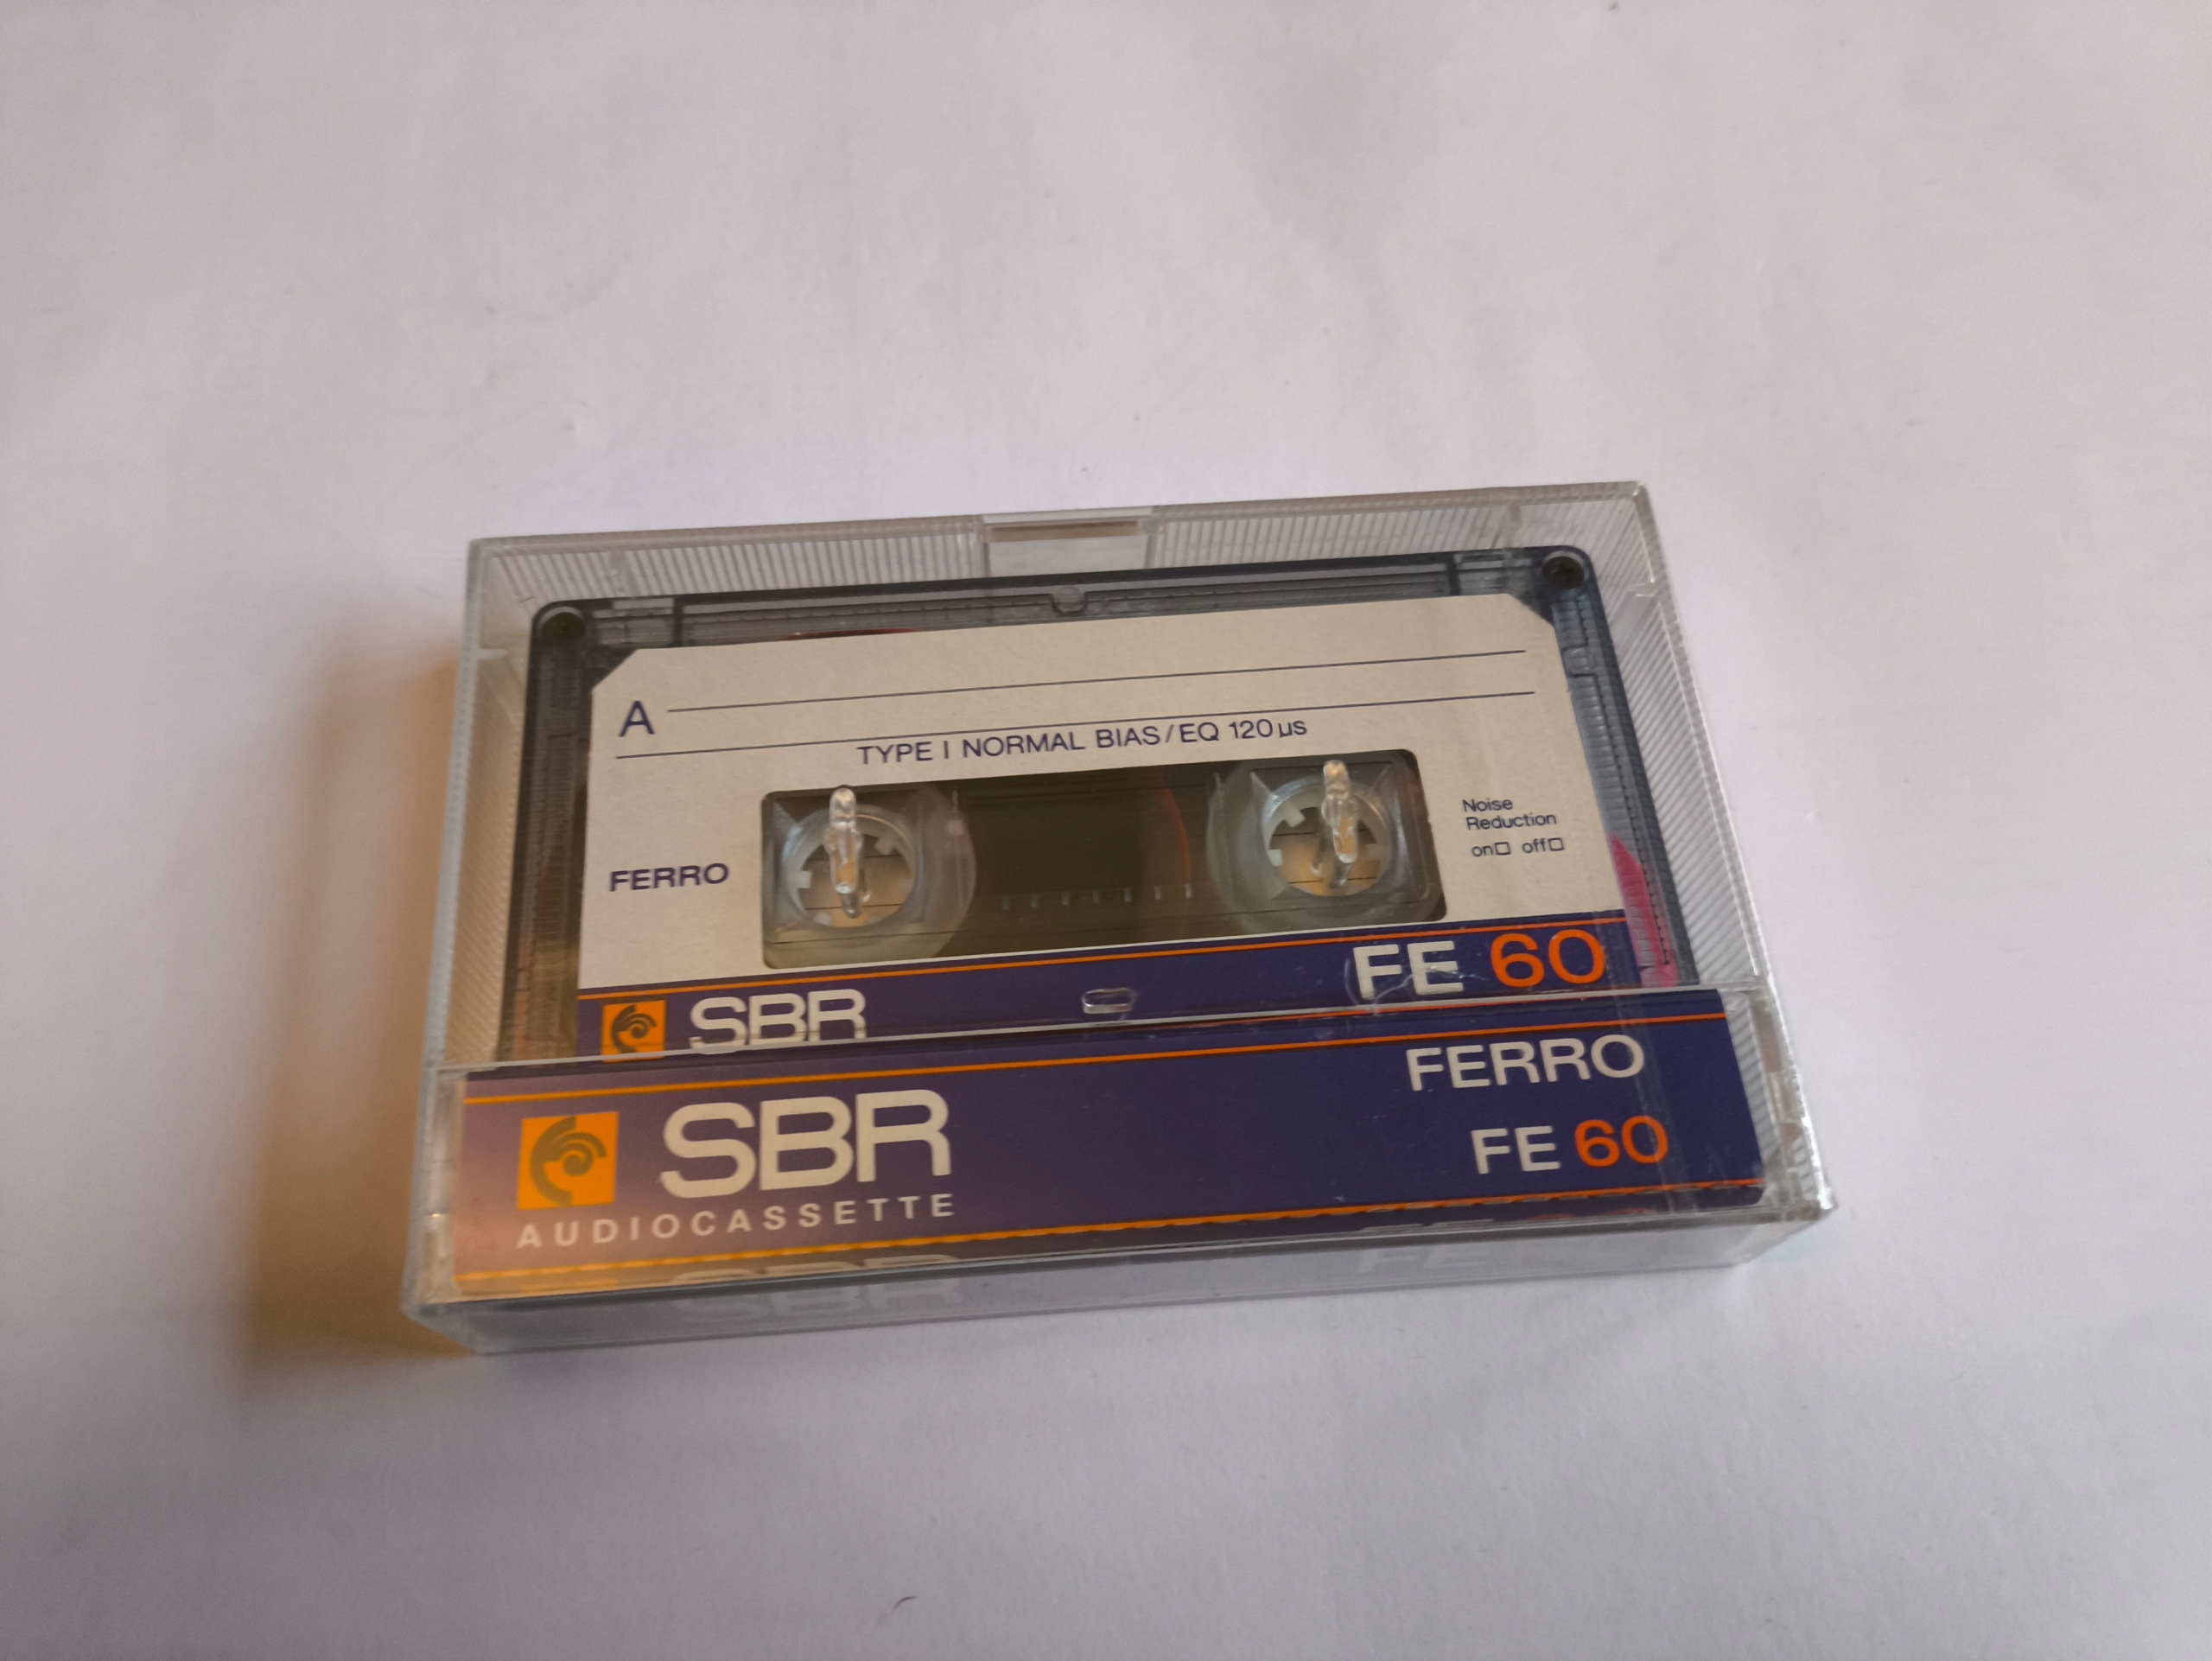 A
TYPE I NORMAL BIAS/EQ 120µs
Noise
Reduction
on□ off□
FERRO
FE 60
SBR
FERRO
SBR
FE 60
AUDIOCASSETTE